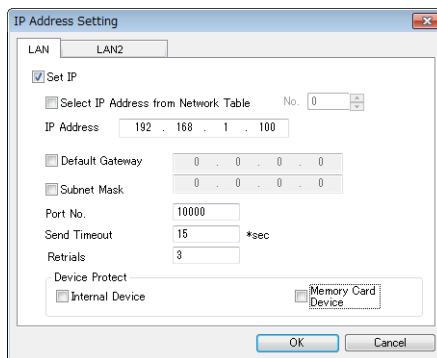 IP Address Setting
LAN LAN2
Set IP
Select IP Address from Network Table No. 0
IP Address 192 . 168 . 1 . 100
Default Gateway 0 . 0 . 0 . 0
Subnet Mask 0 . 0 . 0 . 0
Port No. 10000
Send Timeout 15 *sec
Retrials 3
Device Protect
Internal Device Memory Card
Device
OK Cancel